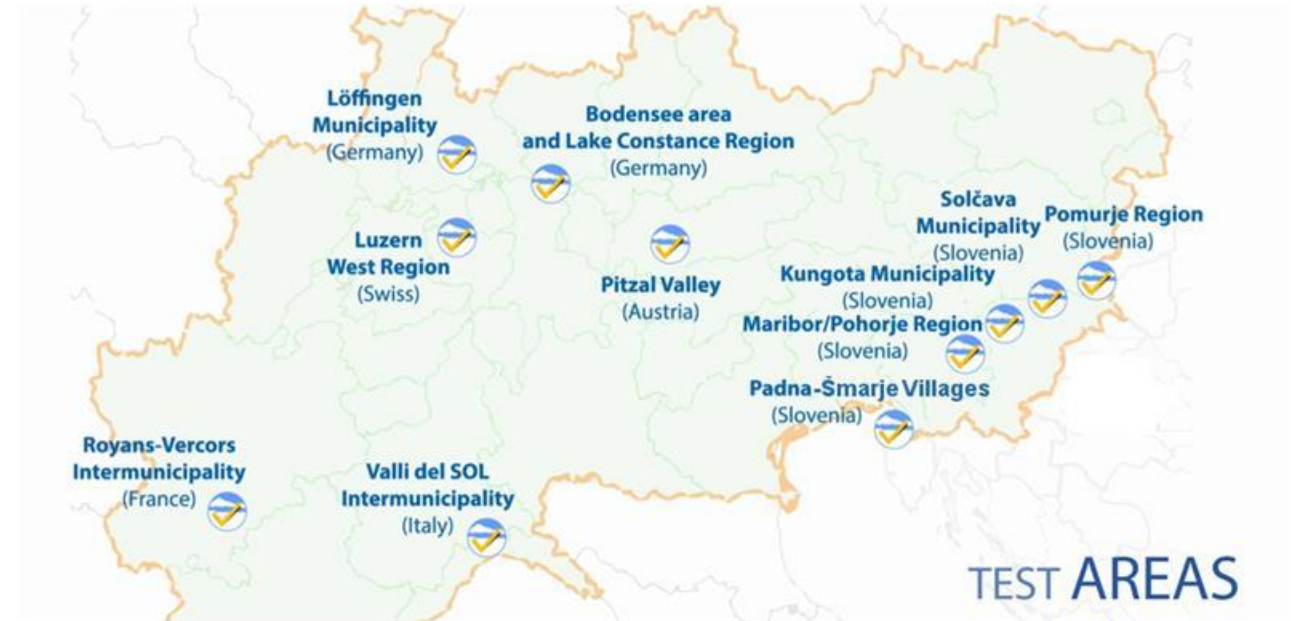 Löffingen
Municipality
(Germany)
Bodensee area
and Lake Constance Region
(Germany)
Luzern
West Region
(Swiss)
Pitzal Valley
(Austria)
Solčava
Municipality
(Slovenia)
Pomurje Region
(Slovenia)
Kungota Municipality
(Slovenia)
Maribor/Pohorje Region
(Slovenia)
Padna-Šmarje Villages
(Slovenia)
Royans-Vercors
Intermunicipality
(France)
Valli del SOL
Intermunicipality
(Italy)
TEST AREAS